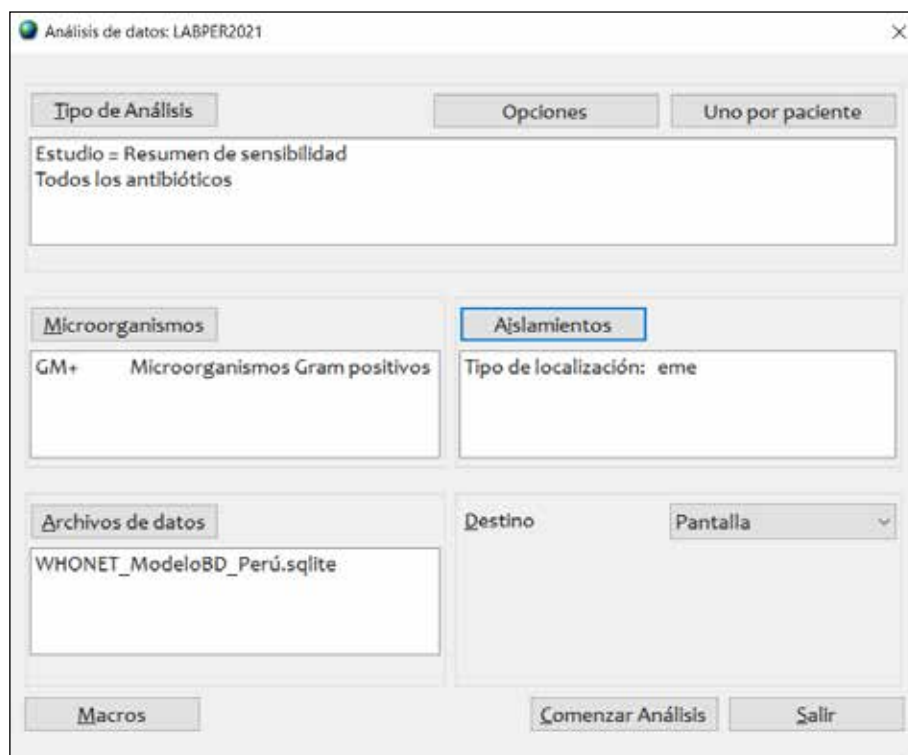 Análisis de datos: LABPER2021
Tipo de Análisis
Opciones
Uno por paciente
Estudio = Resumen de sensibilidad
Todos los antibióticos
Microorganismos
Aislamientos
GM+ Microorganismos Gram positivos
Tipo de localización: eme
Archivos de datos
Destino
Pantalla
WHONET_ModeloBD_Perú.sqlite
Macros
Comenzar Análisis
Salir